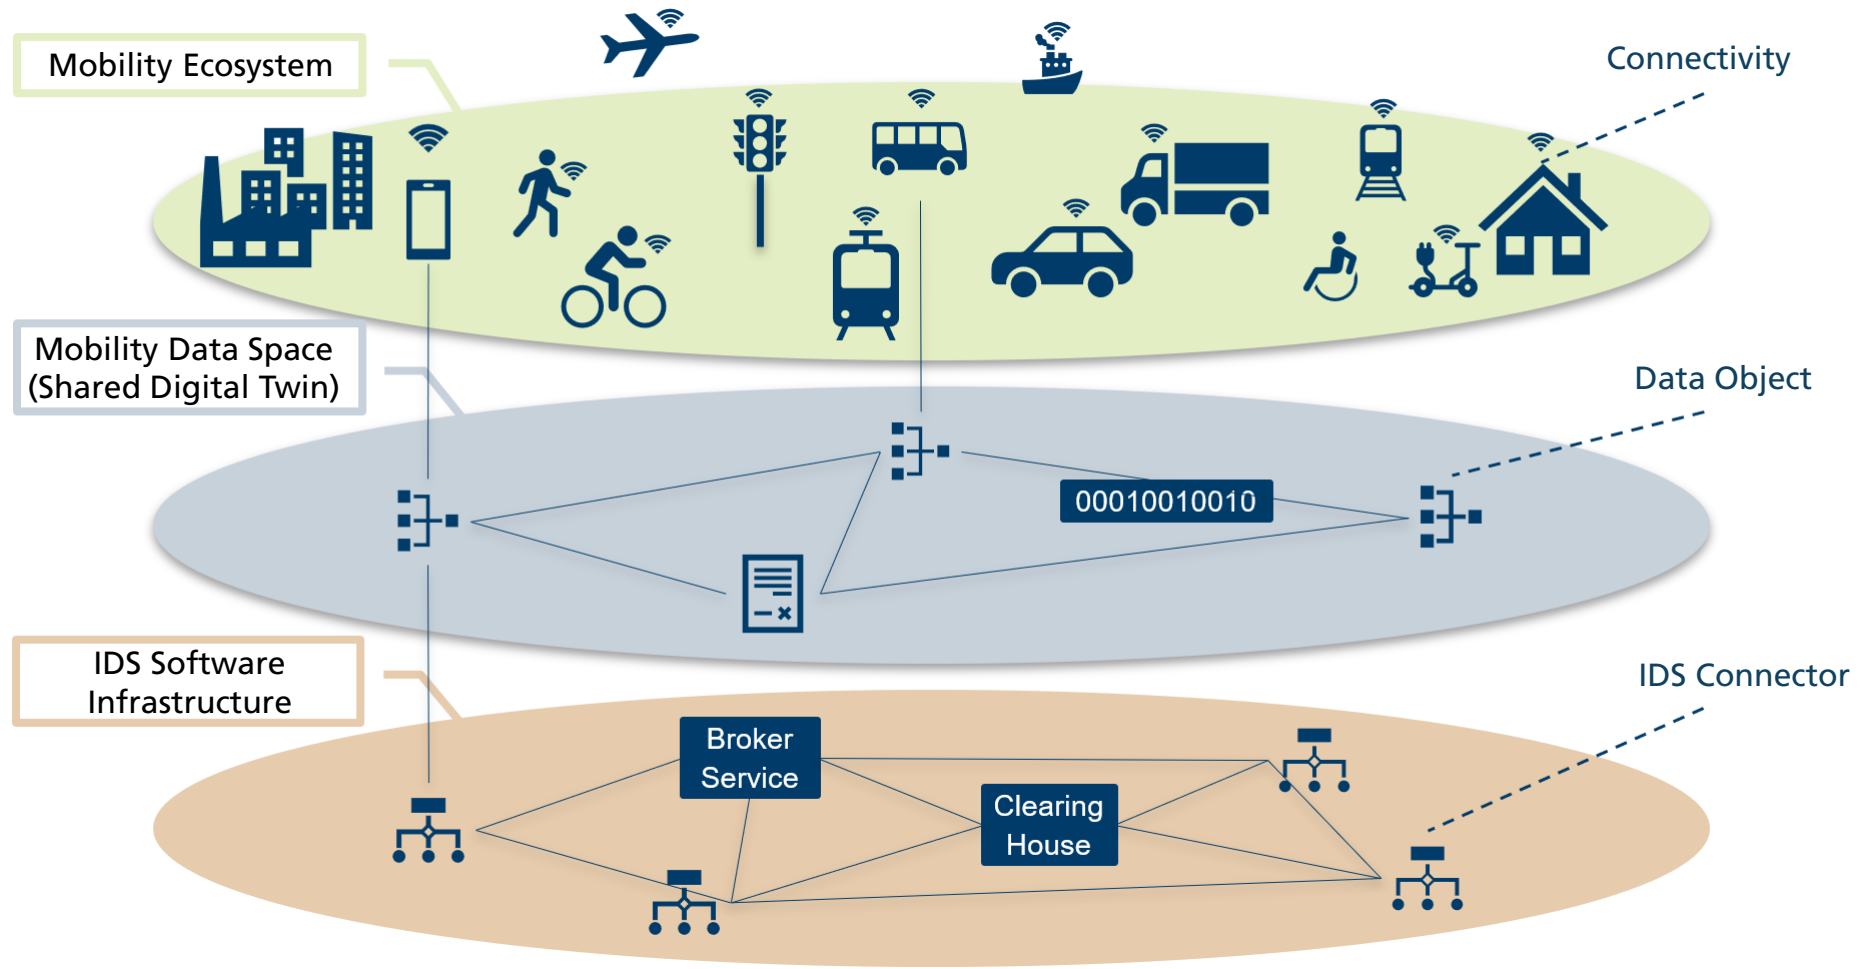 Mobility Ecosystem
Connectivity
Mobility Data Space
(Shared Digital Twin)
Data Object
00010010010
IDS Software
Infrastructure
IDS Connector
Broker
Service
Clearing
House